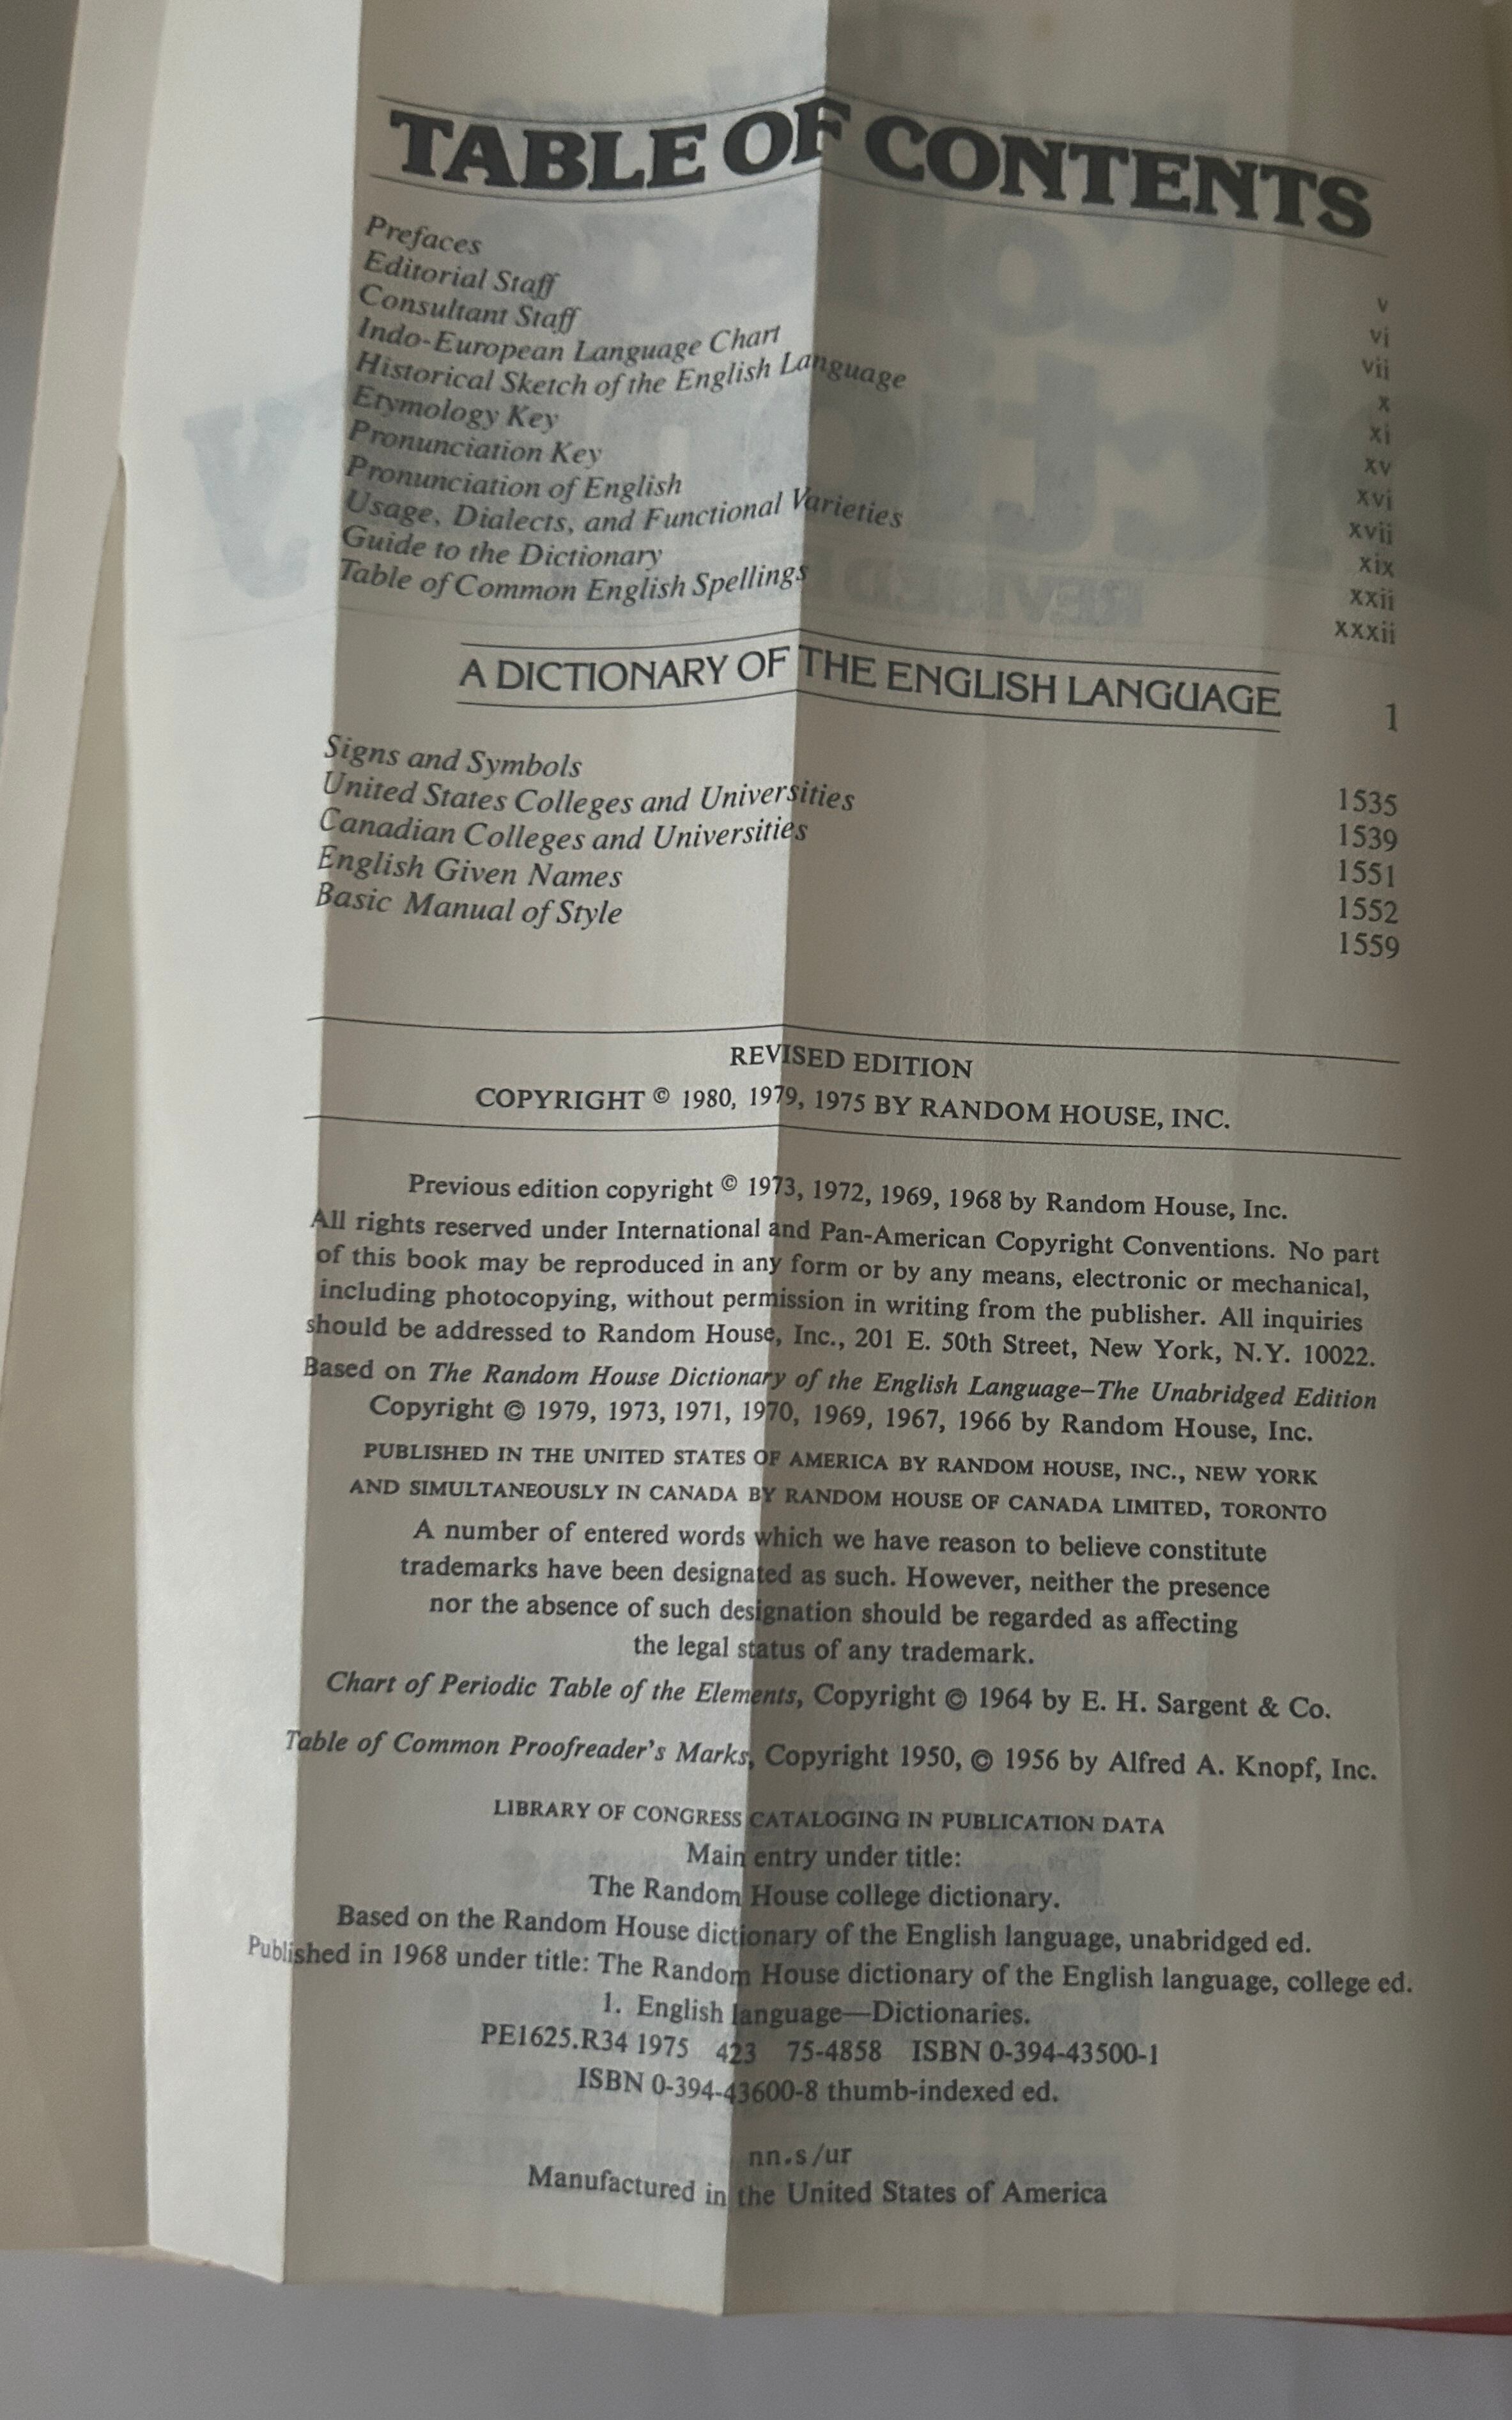 TABLE OF CONTENTS
Prefaces v
Editorial Staff vi
Consultant Staff vii
Indo-European Language Chart x
Historical Sketch of the English Language xi
Etymology Key xv
Pronunciation Key xvi
Pronunciation of English xvii
Usage, Dialects, and Functional Varieties xix
Guide to the Dictionary xxii
Table of Common English Spellings xxxii
A DICTIONARY OF THE ENGLISH LANGUAGE 1
Signs and Symbols 1535
United States Colleges and Universities 1539
Canadian Colleges and Universities 1551
English Given Names 1552
Basic Manual of Style 1559
REVISED EDITION
COPYRIGHT © 1980, 1979, 1975 BY RANDOM HOUSE, INC.
Previous edition copyright © 1973, 1972, 1969, 1968 by Random House, Inc.
All rights reserved under International and Pan-American Copyright Conventions. No part
of this book may be reproduced in any form or by any means, electronic or mechanical,
including photocopying, without permission in writing from the publisher. All inquiries
should be addressed to Random House, Inc., 201 E. 50th Street, New York, N.Y. 10022.
Based on The Random House Dictionary of the English Language–The Unabridged Edition
Copyright © 1979, 1973, 1971, 1970, 1969, 1967, 1966 by Random House, Inc.
PUBLISHED IN THE UNITED STATES OF AMERICA BY RANDOM HOUSE, INC., NEW YORK
AND SIMULTANEOUSLY IN CANADA BY RANDOM HOUSE OF CANADA LIMITED, TORONTO
A number of entered words which we have reason to believe constitute
trademarks have been designated as such. However, neither the presence
nor the absence of such designation should be regarded as affecting
the legal status of any trademark.
Chart of Periodic Table of the Elements, Copyright © 1964 by E. H. Sargent & Co.
Table of Common Proofreader's Marks, Copyright 1950, © 1956 by Alfred A. Knopf, Inc.
LIBRARY OF CONGRESS CATALOGING IN PUBLICATION DATA
Main entry under title:
The Random House college dictionary.
Based on the Random House dictionary of the English language, unabridged ed.
Published in 1968 under title: The Random House dictionary of the English language, college ed.
1. English language—Dictionaries.
PE1625.R34 1975 423 75-4858 ISBN 0-394-43500-1
ISBN 0-394-43600-8 thumb-indexed ed.
nn.s/ur
Manufactured in the United States of America